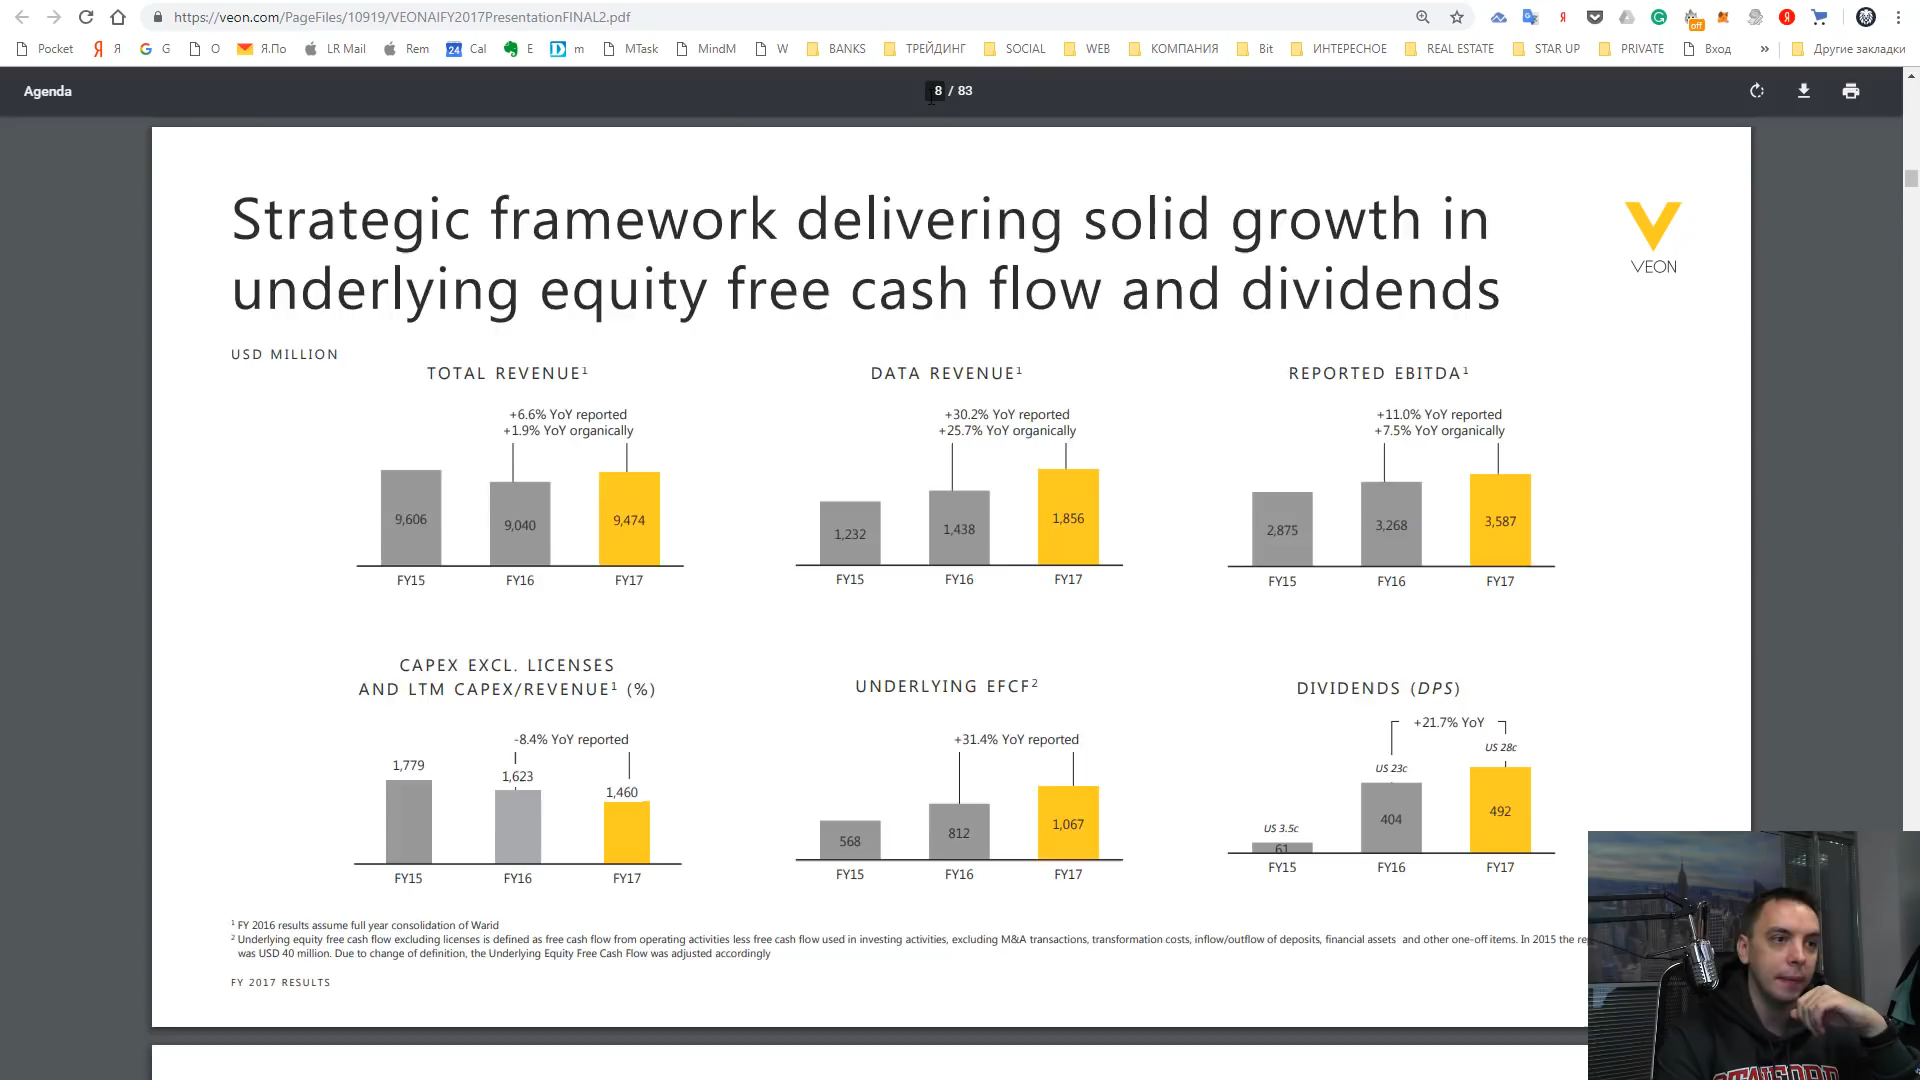 https://veon.com/PageFiles/10919/VEONAIFY2017PresentationFINAL2.pdf
Pocket Я G O Я.По LR Mail Rem Cal E m MTask MindM W BANKS ТРЕЙДИНГ SOCIAL WEB КОМПАНИЯ Bit ИНТЕРЕСНОЕ REAL ESTATE STAR UP PRIVATE Вход » Другие закладки
Agenda 8 / 83
Strategic framework delivering solid growth in
underlying equity free cash flow and dividends
VEON
USD MILLION
TOTAL REVENUE¹
+6.6% YoY reported
+1.9% YoY organically
9,606 9,040 9,474
FY15 FY16 FY17
DATA REVENUE¹
+30.2% YoY reported
+25.7% YoY organically
1,232 1,438 1,856
FY15 FY16 FY17
REPORTED EBITDA¹
+11.0% YoY reported
+7.5% YoY organically
2,875 3,268 3,587
FY15 FY16 FY17
CAPEX EXCL. LICENSES
AND LTM CAPEX/REVENUE¹ (%)
-8.4% YoY reported
1,779 1,623 1,460
FY15 FY16 FY17
UNDERLYING EFCF²
+31.4% YoY reported
568 812 1,067
FY15 FY16 FY17
DIVIDENDS (DPS)
+21.7% YoY
US 3.5c US 23c US 28c
61 404 492
FY15 FY16 FY17
¹ FY 2016 results assume full year consolidation of Warid
² Underlying equity free cash flow excluding licenses is defined as free cash flow from operating activities less free cash flow used in investing activities, excluding M&A transactions, transformation costs, inflow/outflow of deposits, financial assets and other one-off items. In 2015 the
was USD 40 million. Due to change of definition, the Underlying Equity Free Cash Flow was adjusted accordingly
FY 2017 RESULTS